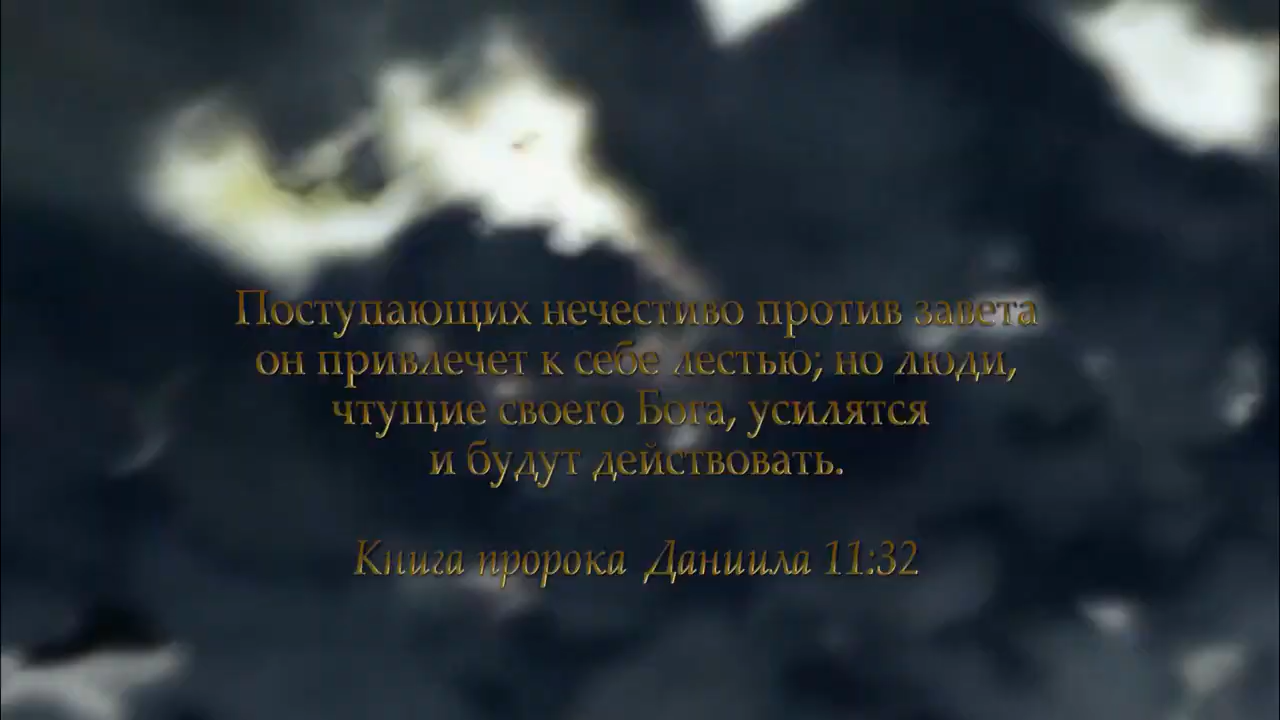 Поступающих нечестиво против завета
он привлечет к себе лестью; но люди,
чтущие своего Бога, усилятся
и будут действовать.
Книга пророка Даниила 11:32